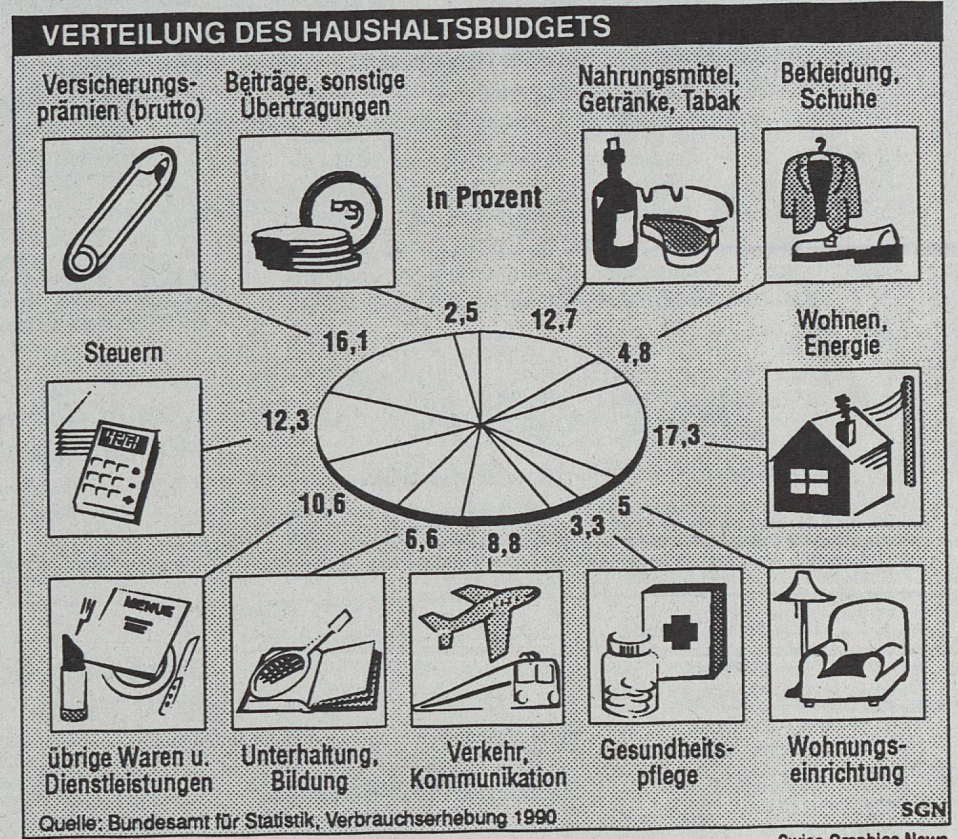 VERTEILUNG DES HAUSHALTSBUDGETS
Versicherungs-
prämien (brutto)
Beiträge, sonstige
Übertragungen
In Prozent
Nahrungsmittel,
Getränke, Tabak
Bekleidung,
Schuhe
16,1
2,5
12,7
4,8
Steuern
Wohnen,
Energie
12,3
17,3
10,6
6,6
8,8
3,3
5
MENUE
übrige Waren u.
Dienstleistungen
Unterhaltung,
Bildung
Verkehr,
Kommunikation
Gesundheits-
pflege
Wohnungs-
einrichtung
Quelle: Bundesamt für Statistik, Verbrauchserhebung 1990
SGN
Swiss Graphics News